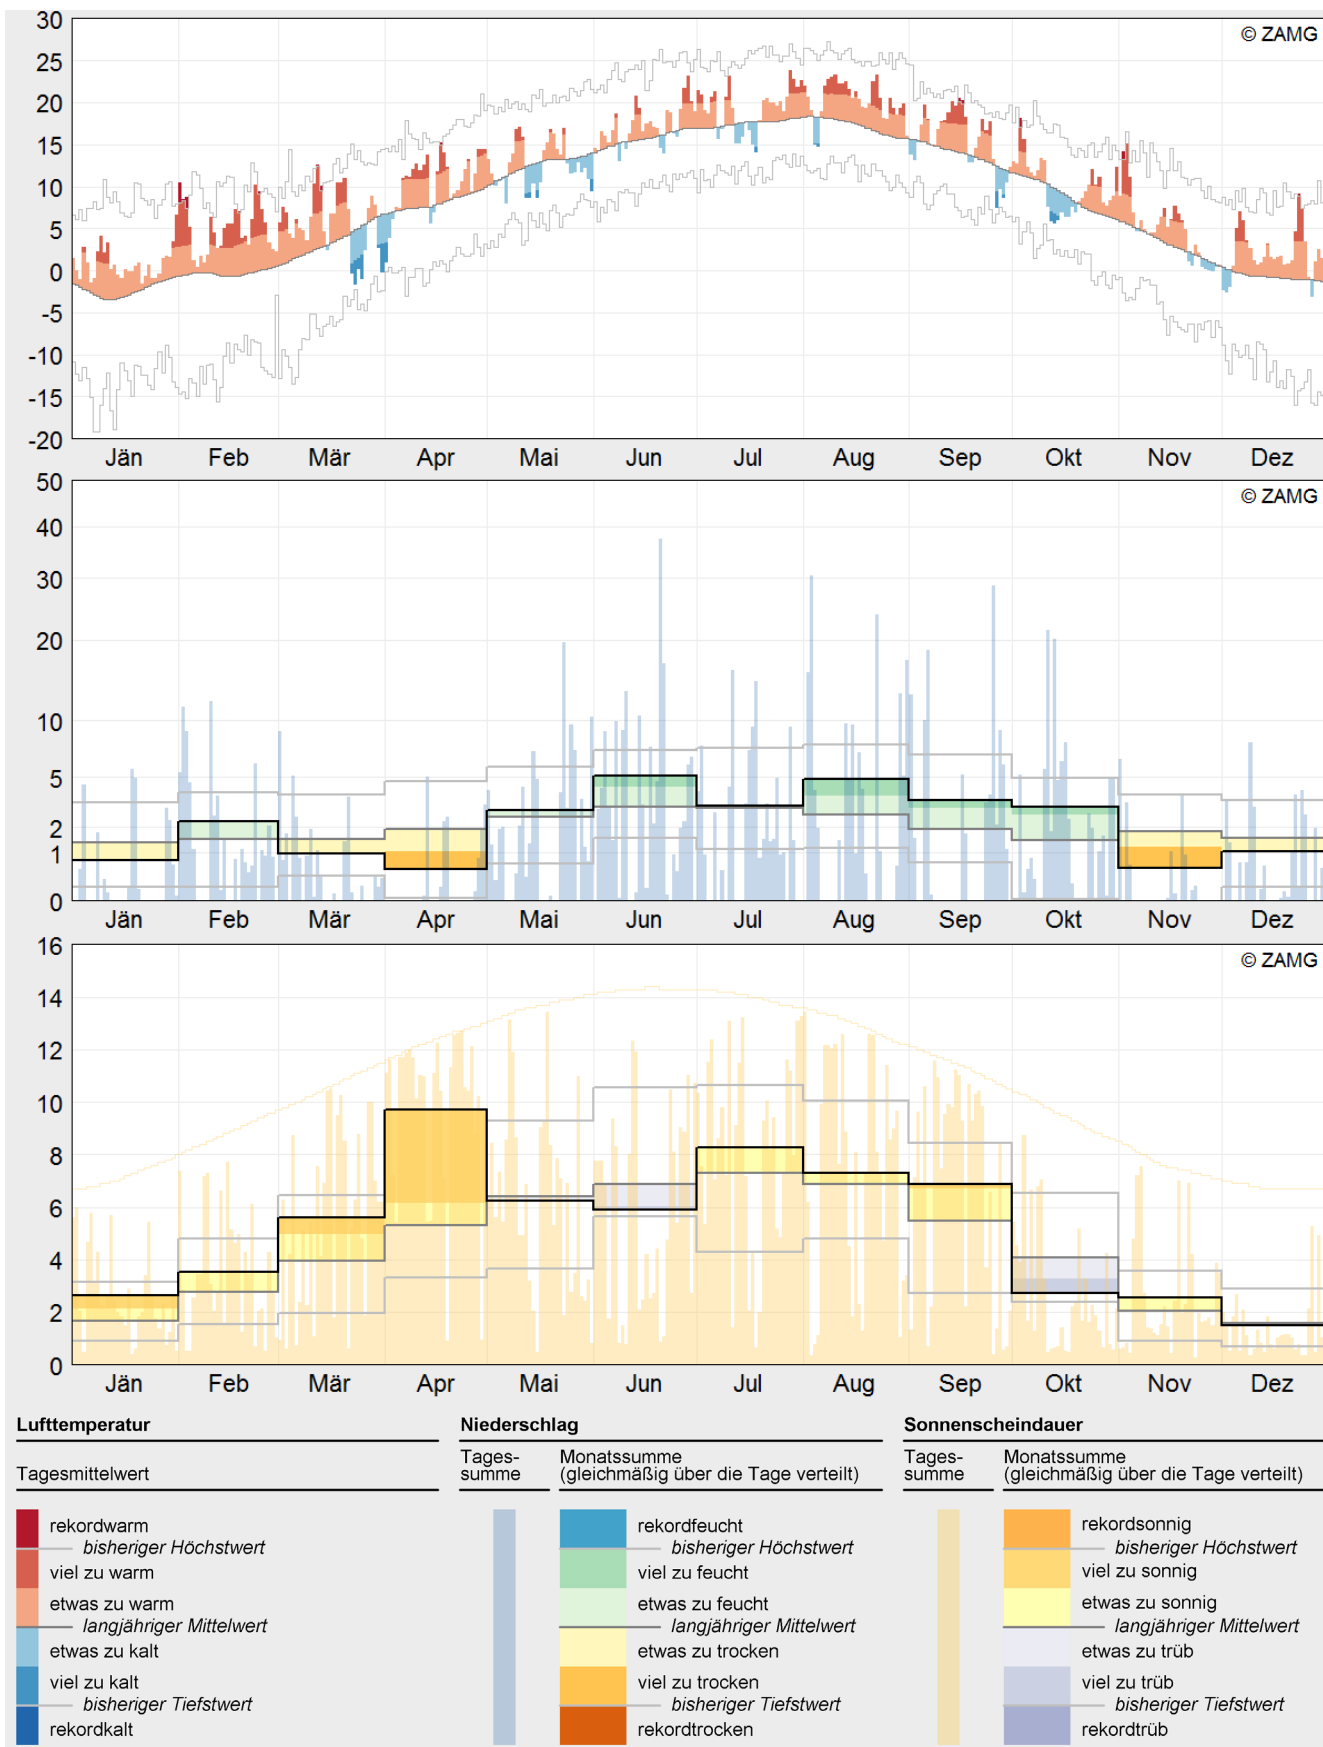 30
© ZAMG
25
20
15
10
5
0
-5
-10
-15
-20
Jän Feb Mär Apr Mai Jun Jul Aug Sep Okt Nov Dez
50
© ZAMG
40
30
20
10
5
2
1
0
Jän Feb Mär Apr Mai Jun Jul Aug Sep Okt Nov Dez
16
© ZAMG
14
12
10
8
6
4
2
0
Jän Feb Mär Apr Mai Jun Jul Aug Sep Okt Nov Dez
Lufttemperatur
Tagesmittelwert
rekordwarm
bisheriger Höchstwert
viel zu warm
etwas zu warm
langjähriger Mittelwert
etwas zu kalt
viel zu kalt
bisheriger Tiefstwert
rekordkalt
Niederschlag
Tages-
summe
Monatssumme
(gleichmäßig über die Tage verteilt)
rekordfeucht
bisheriger Höchstwert
viel zu feucht
etwas zu feucht
langjähriger Mittelwert
etwas zu trocken
viel zu trocken
bisheriger Tiefstwert
rekordtrocken
Sonnenscheindauer
Tages-
summe
Monatssumme
(gleichmäßig über die Tage verteilt)
rekordsonnig
bisheriger Höchstwert
viel zu sonnig
etwas zu sonnig
langjähriger Mittelwert
etwas zu trüb
viel zu trüb
bisheriger Tiefstwert
rekordtrüb